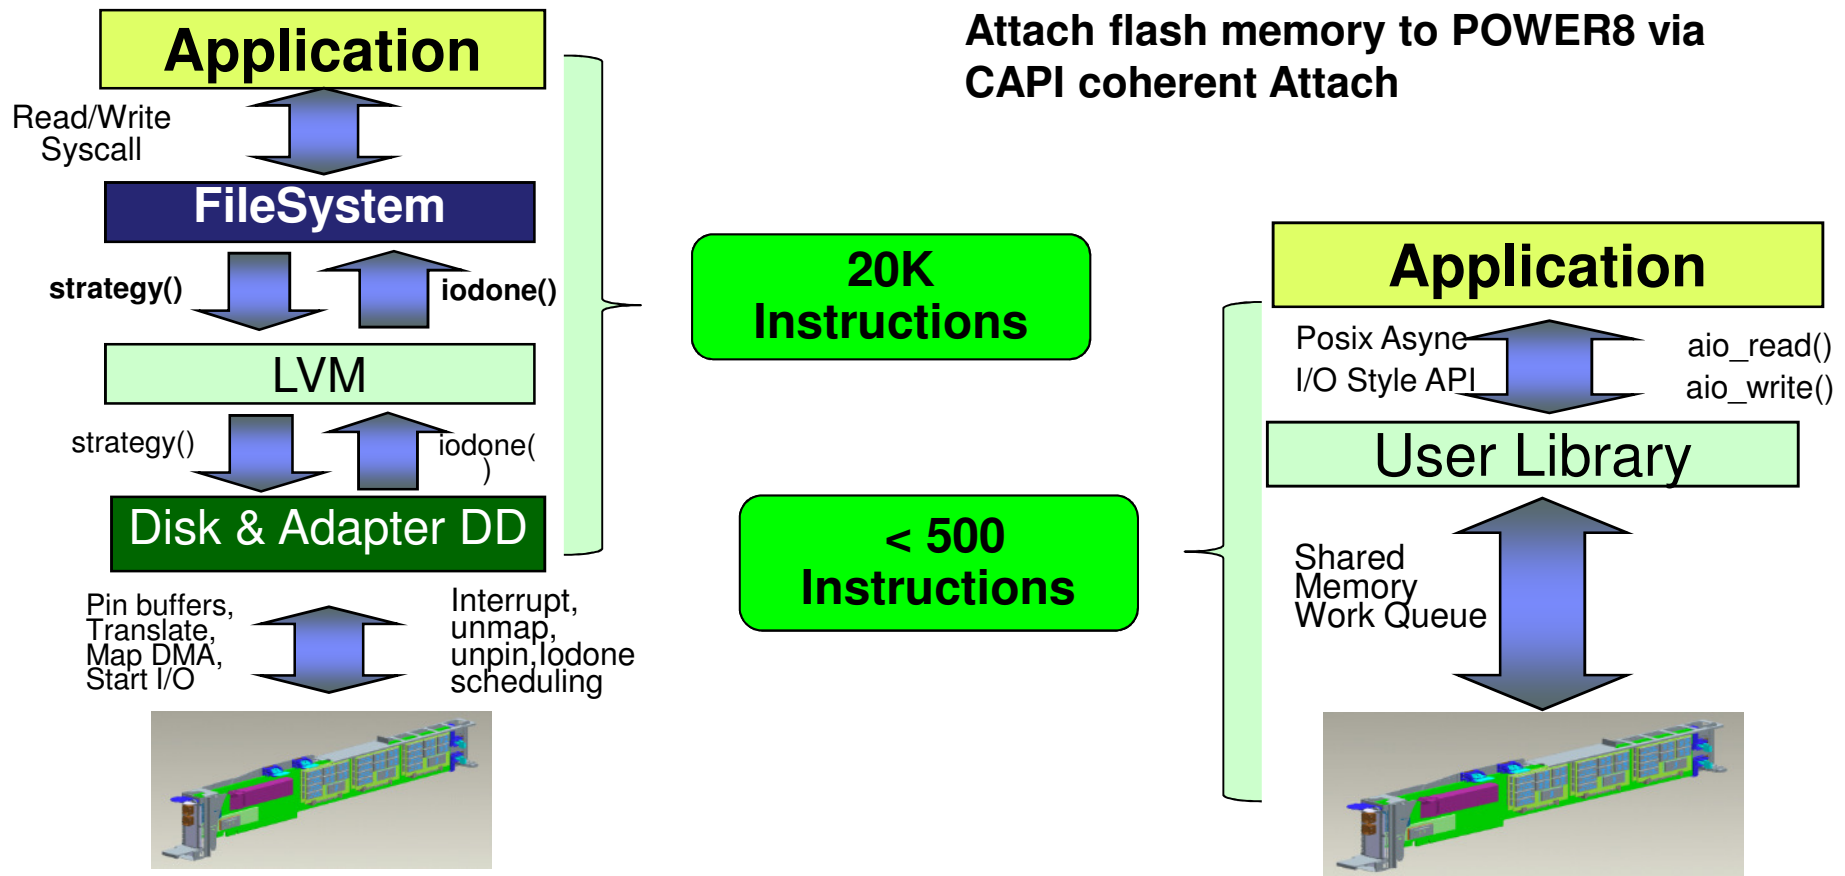 Attach flash memory to POWER8 via
CAPI coherent Attach
Application
Read/Write
Syscall
FileSystem
strategy()
iodone()
LVM
strategy()
iodone(
)
Disk & Adapter DD
Pin buffers,
Translate,
Map DMA,
Start I/O
Interrupt,
unmap,
unpin,Iodone
scheduling
20K
Instructions
< 500
Instructions
Application
Posix Async
I/O Style API
aio_read()
aio_write()
User Library
Shared
Memory
Work Queue